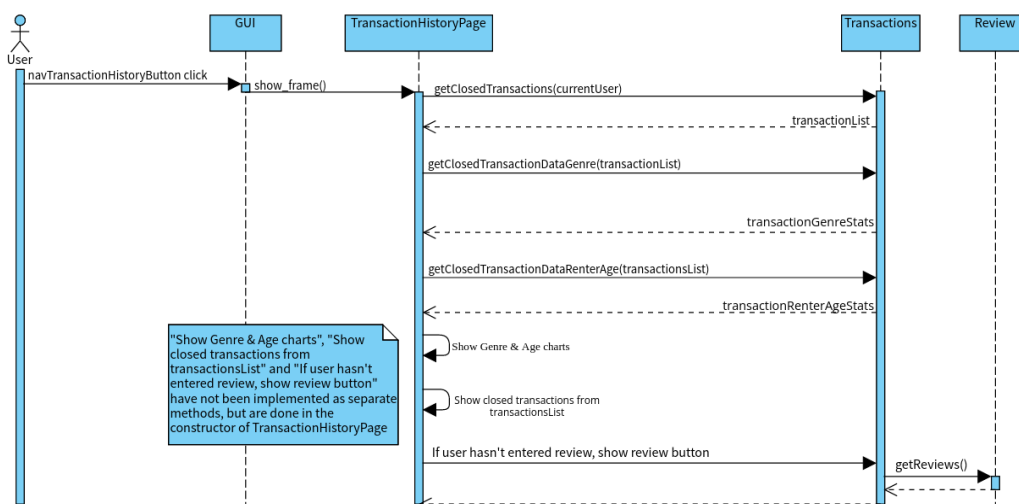 GUI
TransactionHistoryPage
Transactions
Review
User
navTransactionHistoryButton click
show_frame()
getClosedTransactions(currentUser)
transactionList
getClosedTransactionDataGenre(transactionList)
transactionGenreStats
getClosedTransactionDataRenterAge(transactionsList)
transactionRenterAgeStats
"Show Genre & Age charts", "Show
closed transactions from
transactionsList" and "If user hasn't
entered review, show review button"
have not been implemented as separate
methods, but are done in the
constructor of TransactionHistoryPage
Show Genre & Age charts
Show closed transactions from
transactionsList
If user hasn't entered review, show review button
getReviews()